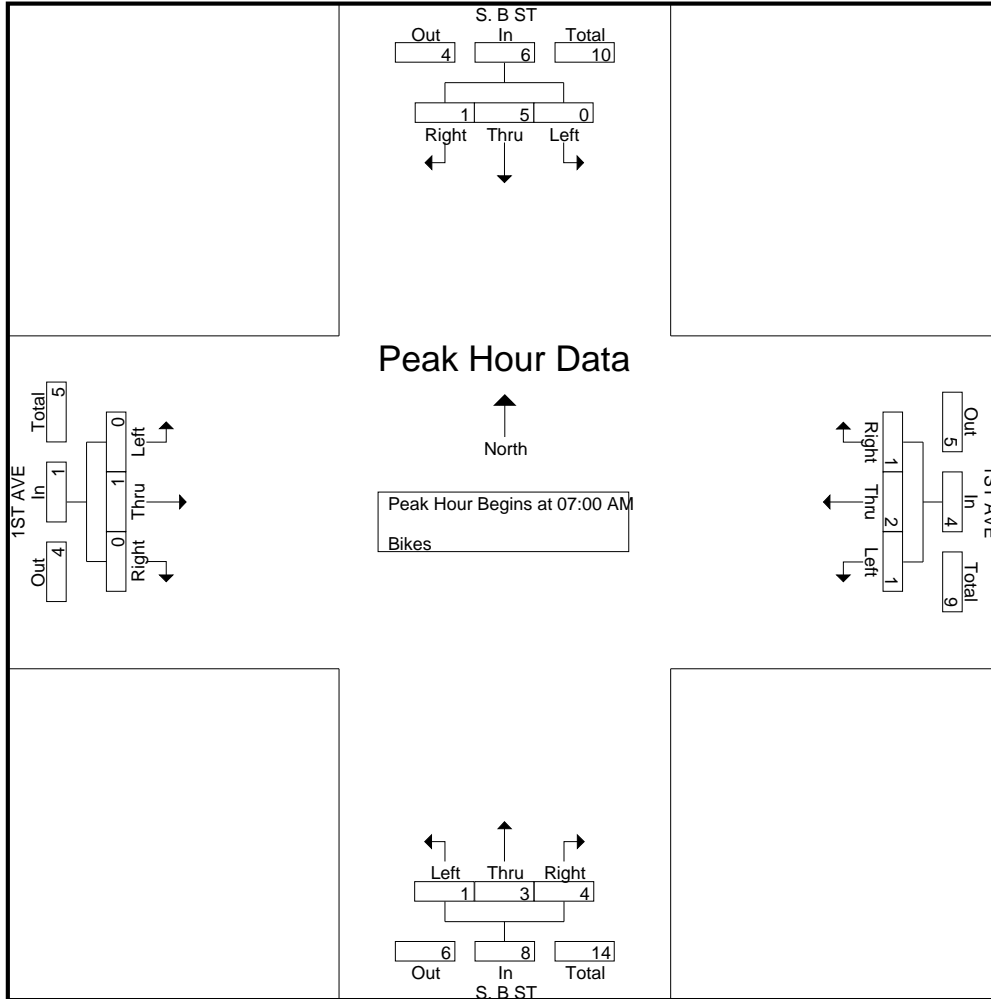 S. B ST
Out In Total
4 6 10
1 5 0
Right Thru Left
Peak Hour Data
North
Peak Hour Begins at 07:00 AM
Bikes
1ST AVE
Total In Out
5 1 4
0 1 0
Left Thru Right
Right Thru Left
1 2 1
Out In Total
5 4 9
1ST AVE
Left Thru Right
1 3 4
6 8 14
Out In Total
S. B ST